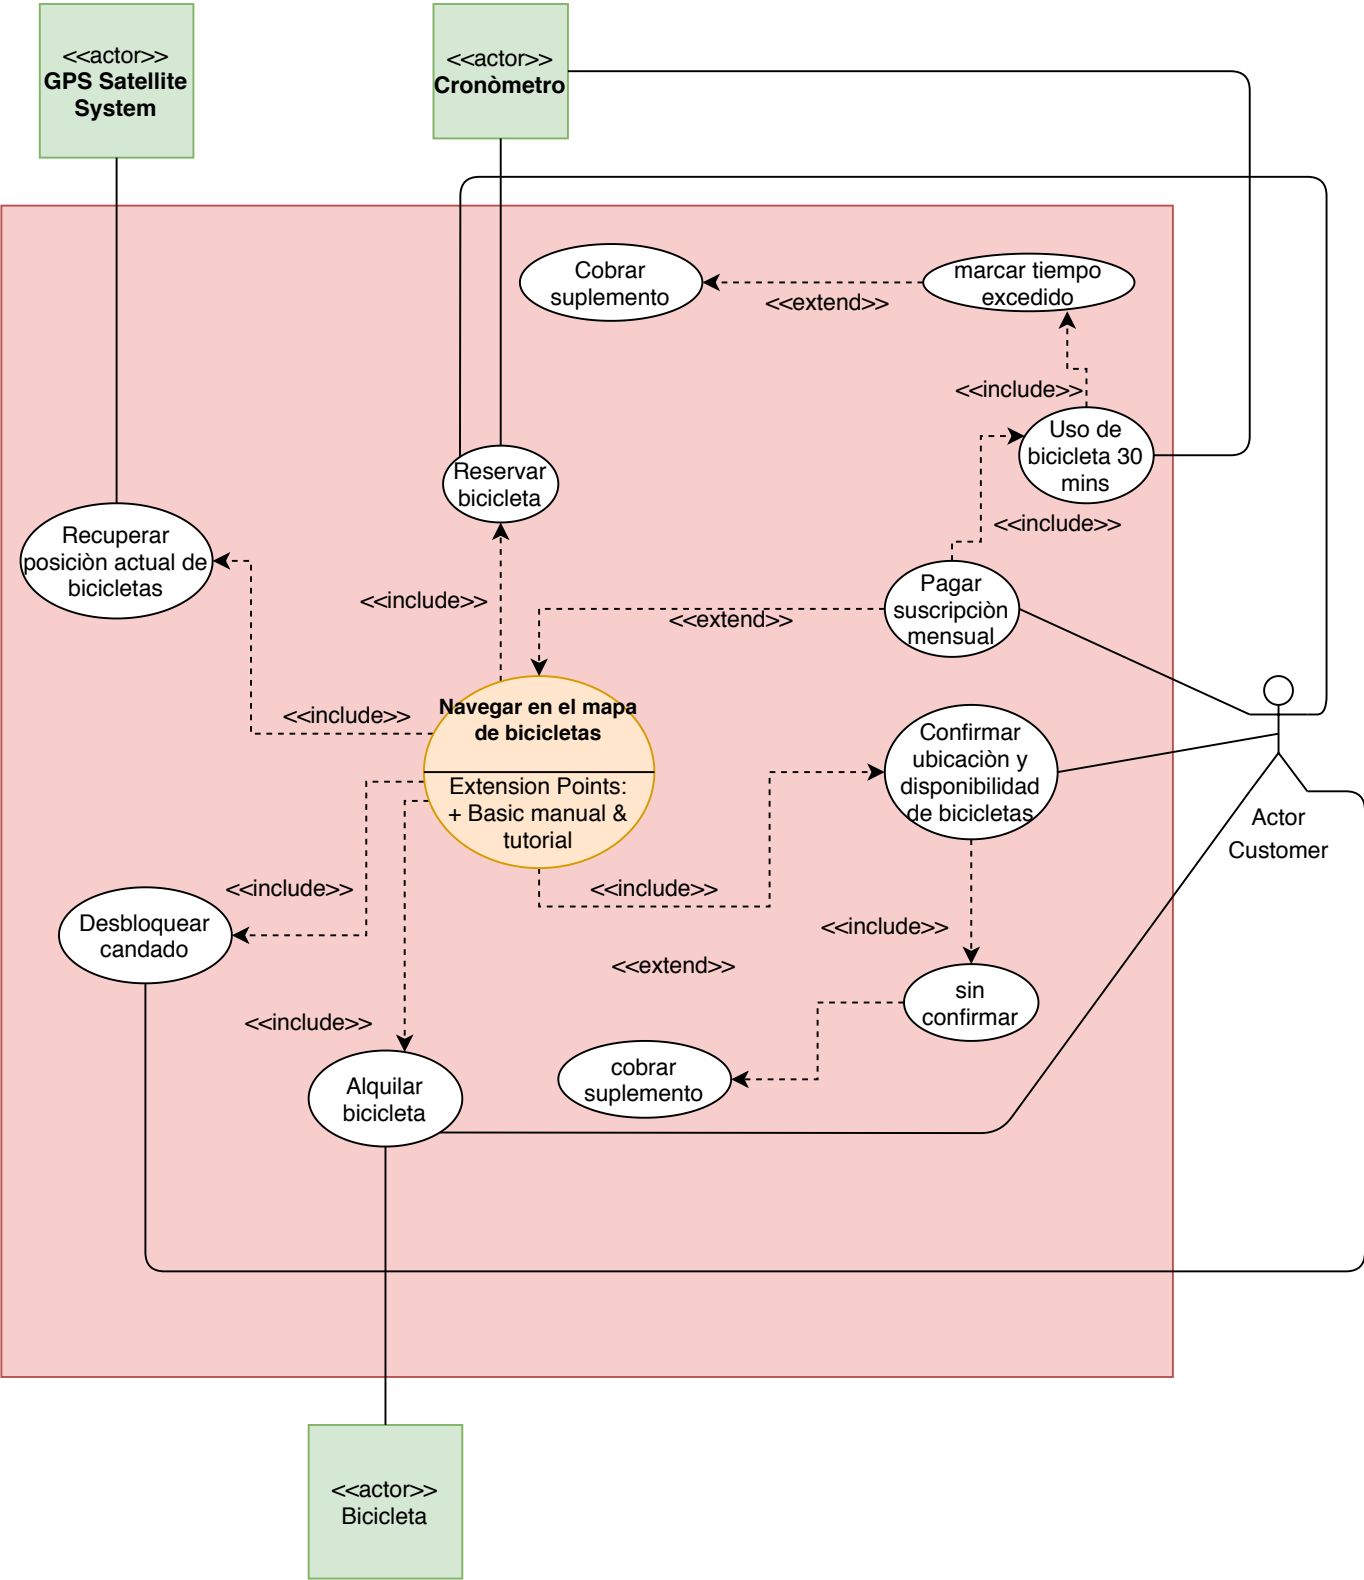 <<actor>>
GPS Satellite
System
<<actor>>
Cronòmetro
Cobrar
suplemento
<<extend>>
marcar tiempo
excedido
<<include>>
Uso de
bicicleta 30
mins
<<include>>
Reservar
bicicleta
Recuperar
posiciòn actual de
bicicletas
<<include>>
<<extend>>
Pagar
suscripciòn
mensual
<<include>>
Navegar en el mapa
de bicicletas
Extension Points:
+ Basic manual &
tutorial
Confirmar
ubicaciòn y
disponibilidad
de bicicletas
Actor
Customer
<<include>>
<<include>>
Desbloquear
candado
<<include>>
<<extend>>
sin
confirmar
<<include>>
Alquilar
bicicleta
cobrar
suplemento
<<actor>>
Bicicleta